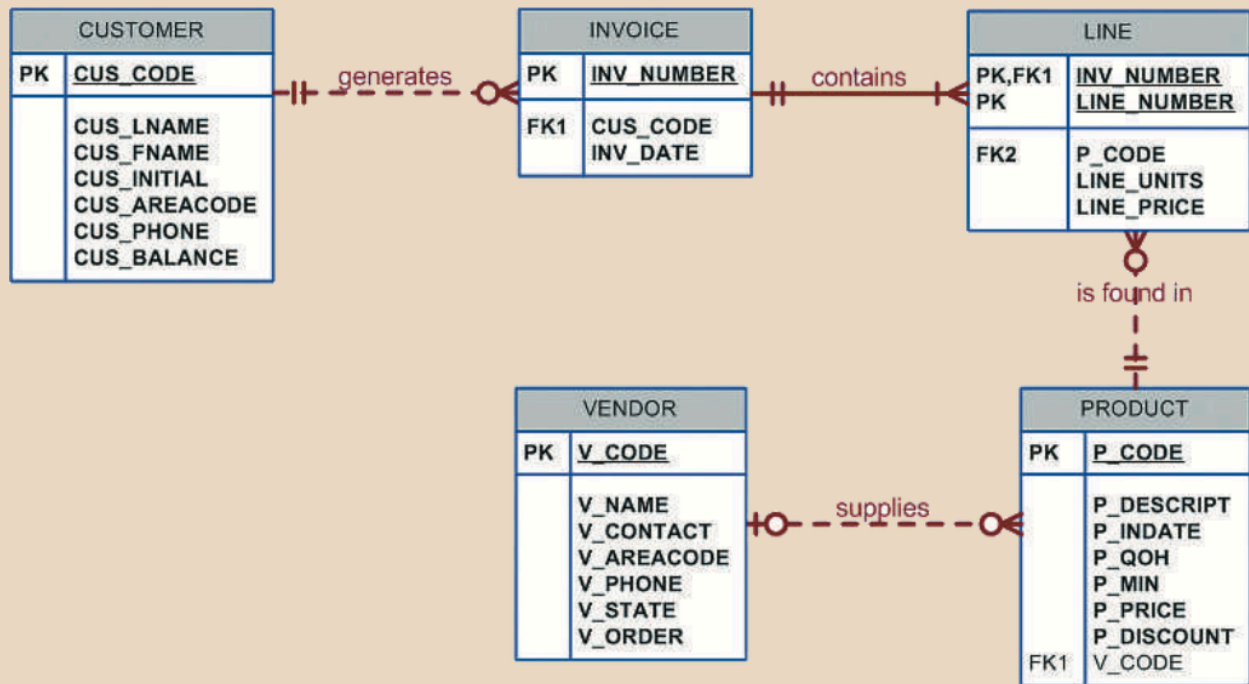 CUSTOMER
PK CUS_CODE
CUS_LNAME
CUS_FNAME
CUS_INITIAL
CUS_AREACODE
CUS_PHONE
CUS_BALANCE
generates
INVOICE
PK INV_NUMBER
FK1 CUS_CODE
INV_DATE
contains
LINE
PK,FK1 INV_NUMBER
PK LINE_NUMBER
FK2 P_CODE
LINE_UNITS
LINE_PRICE
is found in
VENDOR
PK V_CODE
V_NAME
V_CONTACT
V_AREACODE
V_PHONE
V_STATE
V_ORDER
supplies
PRODUCT
PK P_CODE
P_DESCRIPT
P_INDATE
P_QOH
P_MIN
P_PRICE
P_DISCOUNT
FK1 V_CODE